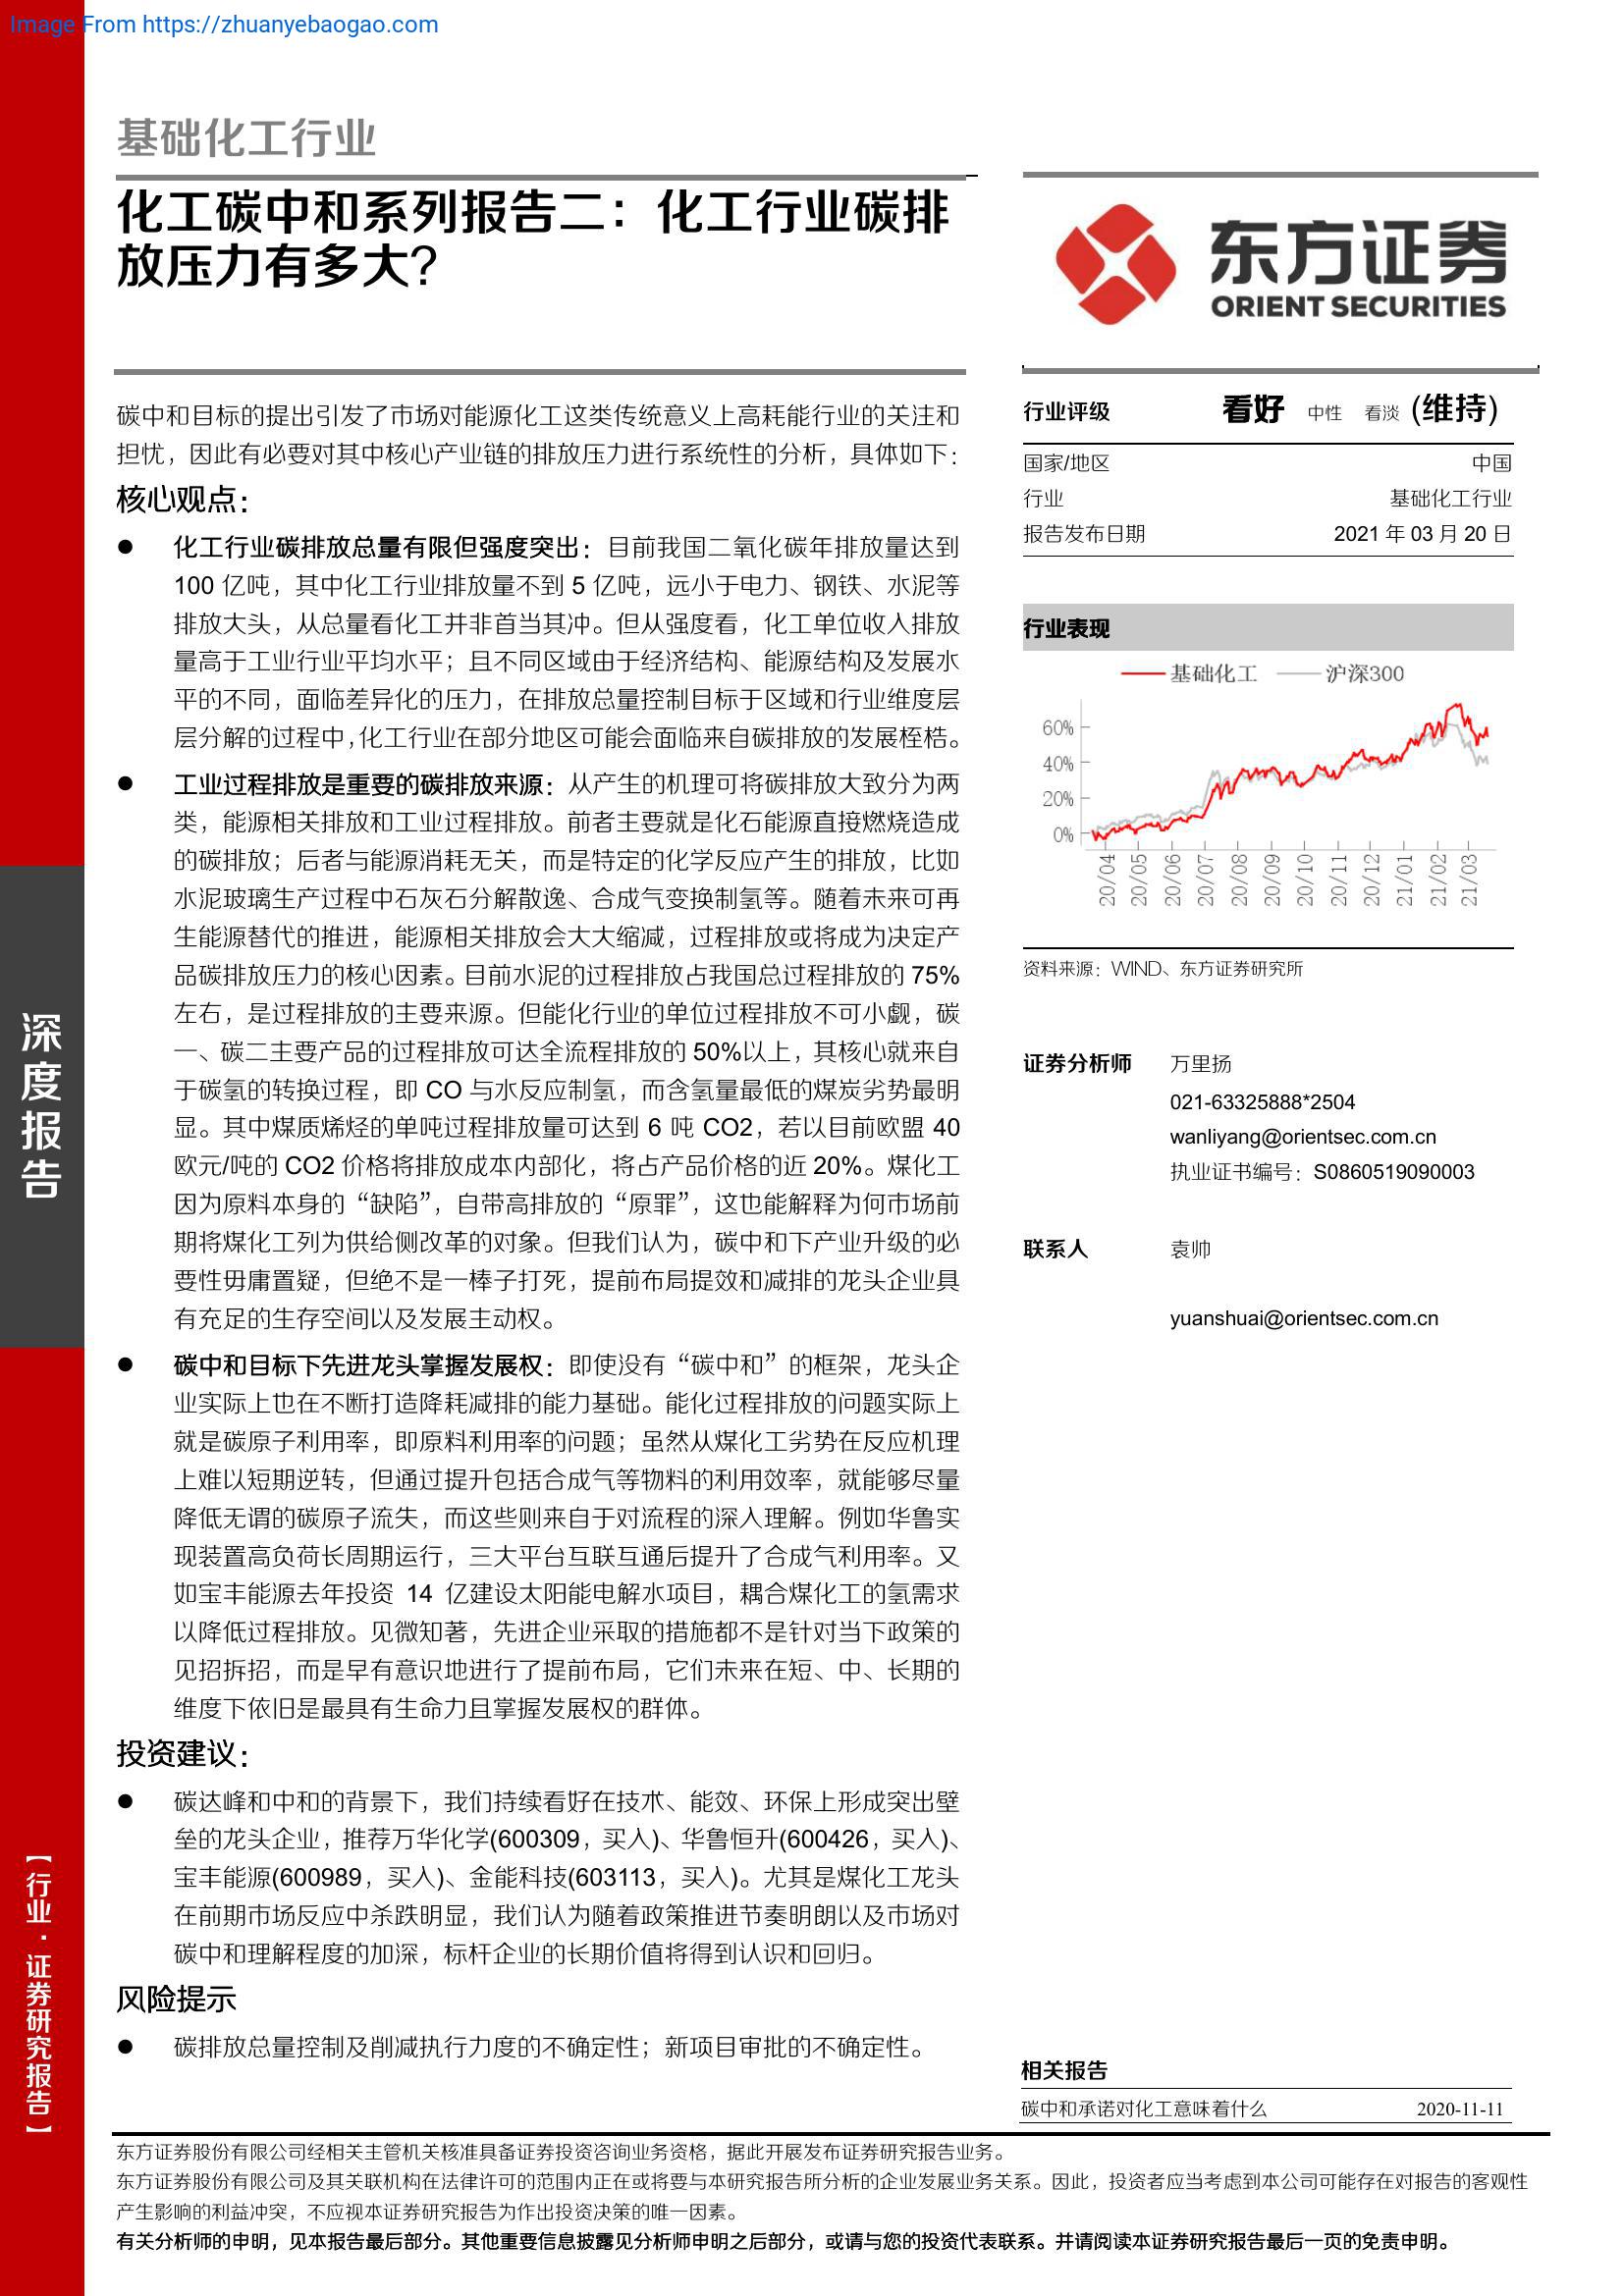 Image From https://zhuanyebaogao.com
基础化工行业
化工碳中和系列报告二：化工行业碳排
放压力有多大？
碳中和目标的提出引发了市场对能源化工这类传统意义上高耗能行业的关注和
担忧，因此有必要对其中核心产业链的排放压力进行系统性的分析，具体如下：
核心观点：
● 化工行业碳排放总量有限但强度突出：目前我国二氧化碳年排放量达到
100 亿吨，其中化工行业排放量不到 5 亿吨，远小于电力、钢铁、水泥等
排放大头，从总量看化工并非首当其冲。但从强度看，化工单位收入排放
量高于工业行业平均水平；且不同区域由于经济结构、能源结构及发展水
平的不同，面临差异化的压力，在排放总量控制目标于区域和行业维度层
层分解的过程中，化工行业在部分地区可能会面临来自碳排放的发展桎梏。
● 工业过程排放是重要的碳排放来源：从产生的机理可将碳排放大致分为两
类，能源相关排放和工业过程排放。前者主要就是化石能源直接燃烧造成
的碳排放；后者与能源消耗无关，而是特定的化学反应产生的排放，比如
水泥玻璃生产过程中石灰石分解散逸、合成气变换制氢等。随着未来可再
生能源替代的推进，能源相关排放会大大缩减，过程排放或将成为决定产
品碳排放压力的核心因素。目前水泥的过程排放占我国总过程排放的 75%
左右，是过程排放的主要来源。但能化行业的单位过程排放不可小觑，碳
一、碳二主要产品的过程排放可达全流程排放的 50%以上，其核心就来自
于碳氢的转换过程，即 CO 与水反应制氢，而含氢量最低的煤炭劣势最明
显。其中煤质烯烃的单吨过程排放量可达到 6 吨 CO2，若以目前欧盟 40
欧元/吨的 CO2 价格将排放成本内部化，将占产品价格的近 20%。煤化工
因为原料本身的“缺陷”，自带高排放的“原罪”，这也能解释为何市场前
期将煤化工列为供给侧改革的对象。但我们认为，碳中和下产业升级的必
要性毋庸置疑，但绝不是一棒子打死，提前布局提效和减排的龙头企业具
有充足的生存空间以及发展主动权。
● 碳中和目标下先进龙头掌握发展权：即使没有“碳中和”的框架，龙头企
业实际上也在不断打造降耗减排的能力基础。能化过程排放的问题实际上
就是碳原子利用率，即原料利用率的问题；虽然从煤化工劣势在反应机理
上难以短期逆转，但通过提升包括合成气等物料的利用效率，就能够尽量
降低无谓的碳原子流失，而这些则来自于对流程的深入理解。例如华鲁实
现装置高负荷长周期运行，三大平台互联互通后提升了合成气利用率。又
如宝丰能源去年投资 14 亿建设太阳能电解水项目，耦合煤化工的氢需求
以降低过程排放。见微知著，先进企业采取的措施都不是针对当下政策的
见招拆招，而是早有意识地进行了提前布局，它们未来在短、中、长期的
维度下依旧是最具有生命力且掌握发展权的群体。
投资建议：
● 碳达峰和中和的背景下，我们持续看好在技术、能效、环保上形成突出壁
垒的龙头企业，推荐万华化学(600309，买入)、华鲁恒升(600426，买入)、
宝丰能源(600989，买入)、金能科技(603113，买入)。尤其是煤化工龙头
在前期市场反应中杀跌明显，我们认为随着政策推进节奏明朗以及市场对
碳中和理解程度的加深，标杆企业的长期价值将得到认识和回归。
风险提示
● 碳排放总量控制及削减执行力度的不确定性；新项目审批的不确定性。
东方证券
ORIENT SECURITIES
行业评级 看好 中性 看淡 (维持)
国家/地区 中国
行业 基础化工行业
报告发布日期 2021 年 03 月 20 日
行业表现
基础化工 沪深300
60%
40%
20%
0%
20/04 20/05 20/06 20/07 20/08 20/09 20/10 20/11 20/12 21/01 21/02 21/03
资料来源：WIND、东方证券研究所
证券分析师 万里扬
021-63325888*2504
wanliyang@orientsec.com.cn
执业证书编号：S0860519090003
联系人 袁帅
yuanshuai@orientsec.com.cn
相关报告
碳中和承诺对化工意味着什么 2020-11-11
深度报告
【行业·证券研究报告】
东方证券股份有限公司经相关主管机关核准具备证券投资咨询业务资格，据此开展发布证券研究报告业务。
东方证券股份有限公司及其关联机构在法律许可的范围内正在或将要与本研究报告所分析的企业发展业务关系。因此，投资者应当考虑到本公司可能存在对报告的客观性
产生影响的利益冲突，不应视本证券研究报告为作出投资决策的唯一因素。
有关分析师的申明，见本报告最后部分。其他重要信息披露见分析师申明之后部分，或请与您的投资代表联系。并请阅读本证券研究报告最后一页的免责申明。